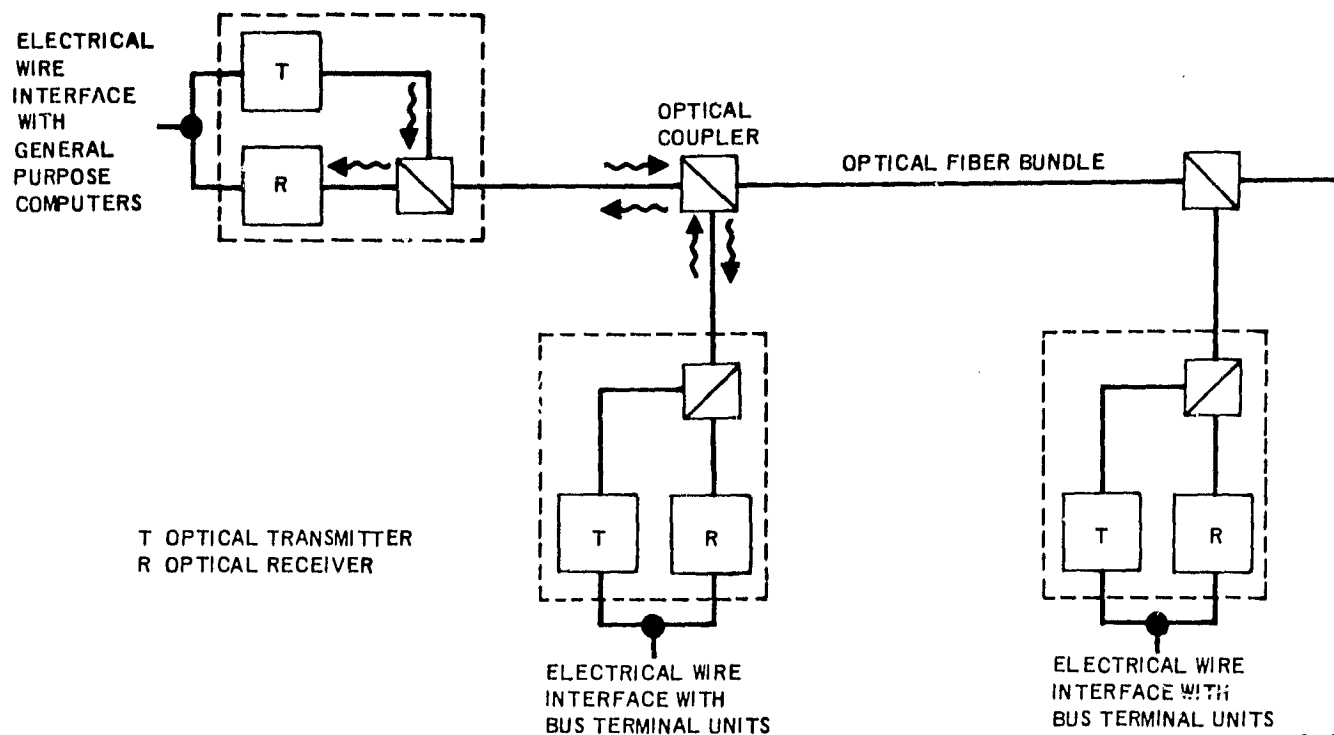 ELECTRICAL
WIRE
INTERFACE
WITH
GENERAL
PURPOSE
COMPUTERS
T
R
OPTICAL
COUPLER
OPTICAL FIBER BUNDLE
T OPTICAL TRANSMITTER
R OPTICAL RECEIVER
T
R
ELECTRICAL WIRE
INTERFACE WITH
BUS TERMINAL UNITS
T
R
ELECTRICAL WIRE
INTERFACE WITH
BUS TERMINAL UNITS